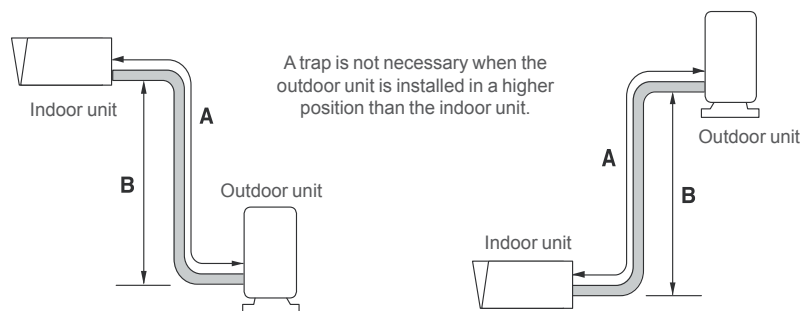 Indoor unit
A
B
Outdoor unit
A trap is not necessary when the
outdoor unit is installed in a higher
position than the indoor unit.
Outdoor unit
A
B
Indoor unit